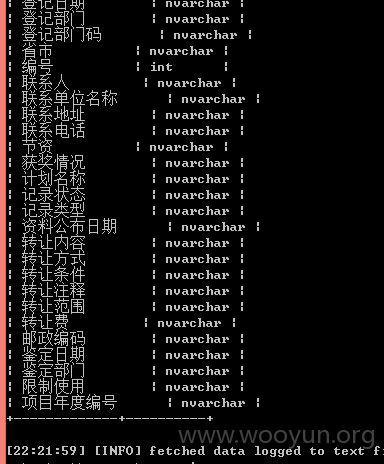 | 登记日期 | nvarchar |
| 登记部门 | nvarchar |
| 登记部门码 | nvarchar |
| 省市 | nvarchar |
| 编号 | int |
| 联系人 | nvarchar |
| 联系单位名称 | nvarchar |
| 联系地址 | nvarchar |
| 联系电话 | nvarchar |
| 节资 | nvarchar |
| 获奖情况 | nvarchar |
| 计划名称 | nvarchar |
| 记录状态 | nvarchar |
| 记录类型 | nvarchar |
| 资料公布日期 | nvarchar |
| 转让内容 | nvarchar |
| 转让方式 | nvarchar |
| 转让条件 | nvarchar |
| 转让注释 | nvarchar |
| 转让范围 | nvarchar |
| 转让费 | nvarchar |
| 邮政编码 | nvarchar |
| 鉴定日期 | nvarchar |
| 鉴定部门 | nvarchar |
| 限制使用 | nvarchar |
| 项目年度编号 | nvarchar |
+-------------+----------+
www.wooyun.org
[22:21:59] [INFO] fetched data logged to text f